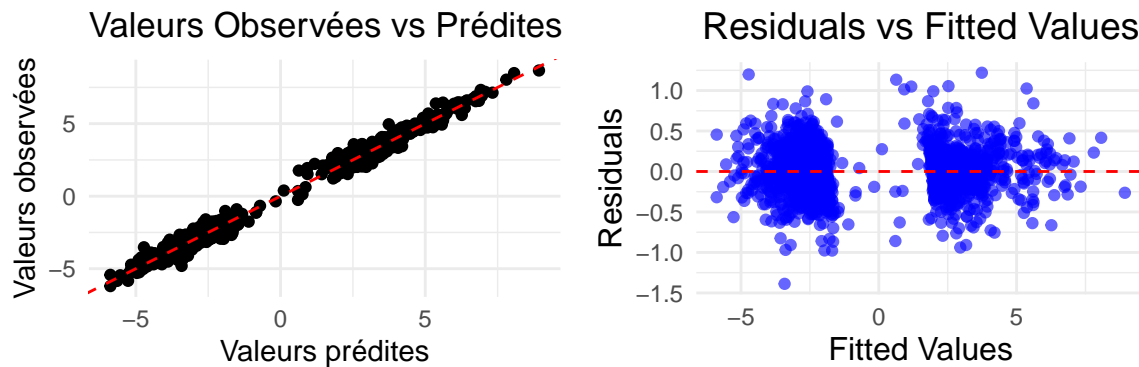 Valeurs Observées vs Prédites
Valeurs observées
5
0
−5
−5
0
5
Valeurs prédites
Residuals vs Fitted Values
Residuals
1.0
0.5
0.0
−0.5
−1.0
−1.5
−5
0
5
Fitted Values